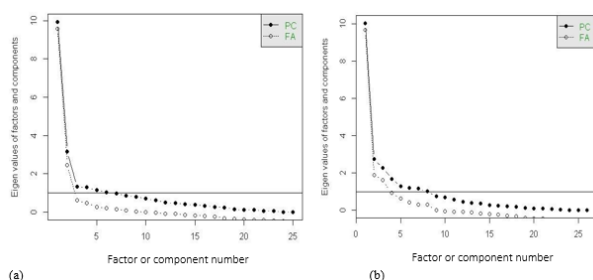 PC
FA
Eigen values of factors and components
10
8
6
4
2
0
5
10
15
20
25
Factor or component number
(a)
PC
FA
Eigen values of factors and components
10
8
6
4
2
0
0
5
10
15
20
25
Factor or component number
(b)